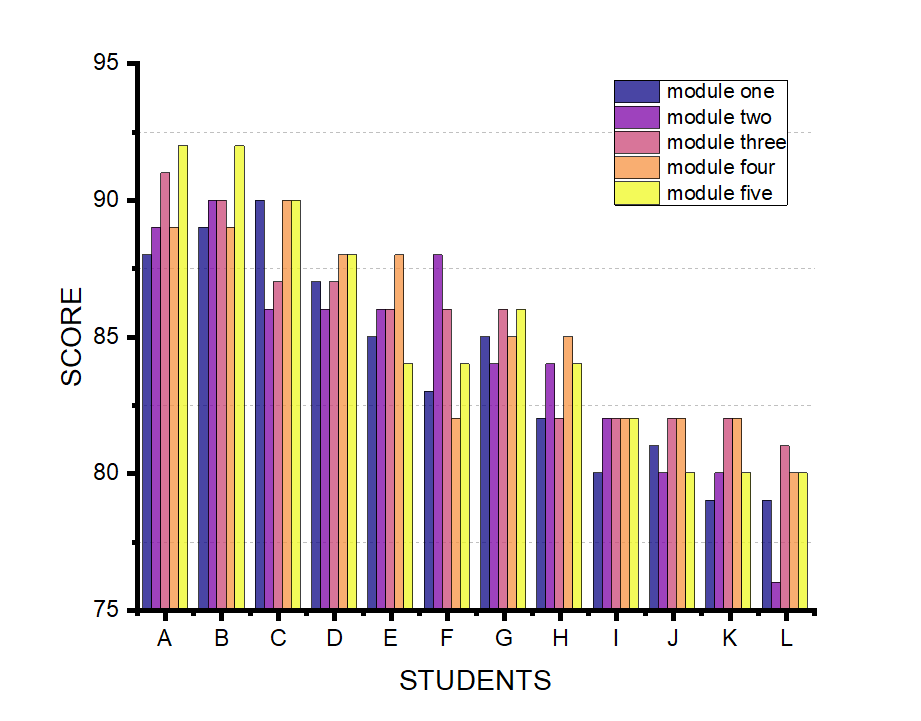 95
90
85
80
75
SCORE
module one
module two
module three
module four
module five
A B C D E F G H I J K L
STUDENTS